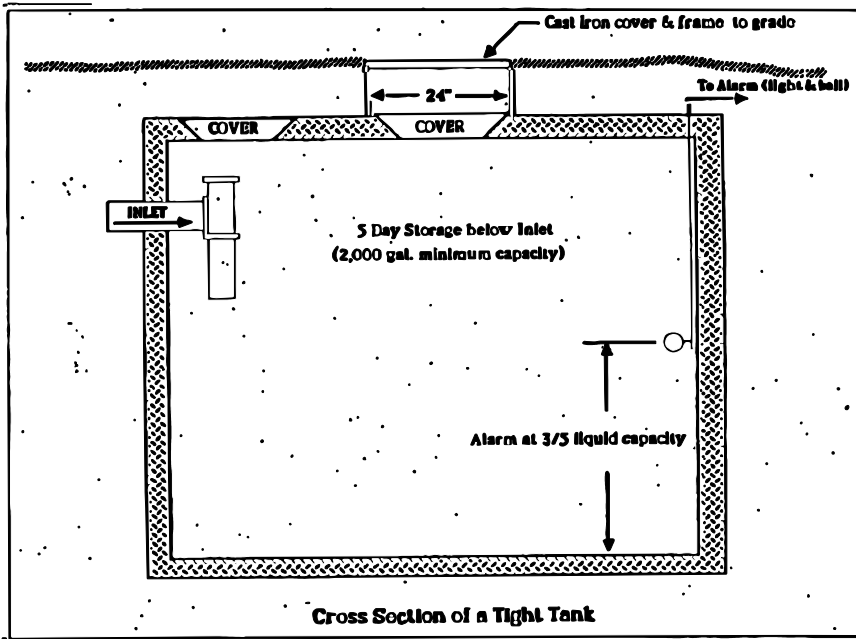 Cast iron cover & frame to grade
To Alarm (light & bell)
24"
COVER
COVER
INLET
5 Day Storage below Inlet
(2,000 gal. minimum capacity)
Alarm at 3/5 liquid capacity
Cross Section of a Tight Tank